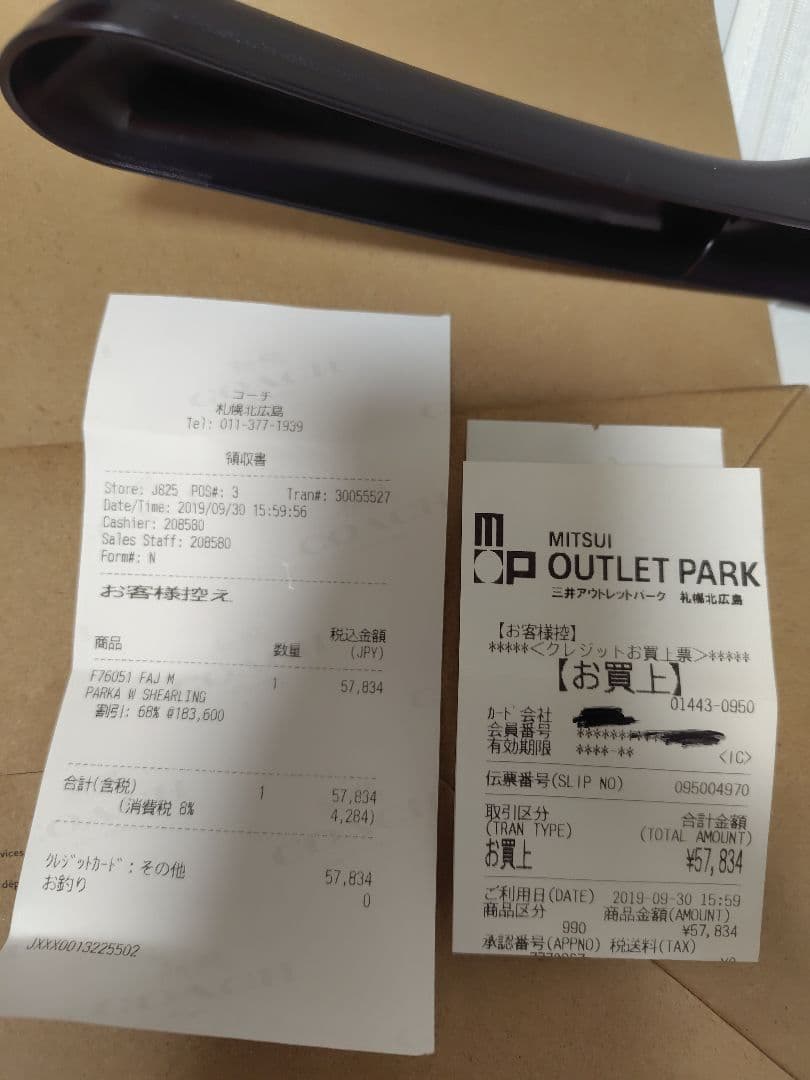 コーチ
札幌北広島
Tel: 011-377-1939
領収書
Store: J825 POS#: 3 Tran#: 30055527
Date/Time: 2019/09/30 15:59:56
Cashier: 208580
Sales Staff: 208580
Form#: N
お客様控え
商品 数量 税込金額
(JPY)
F76051 FAJ M 1 57,834
PARKA W SHEARLING
割引: 68% @183,600
合計(含税) 1 57,834
(消費税 8% 4,284)
クレジットカード:その他 57,834
お釣り 0
JXXX0013225502
vices
dép
mop
MITSUI
OUTLET PARK
三井アウトレットパーク 札幌北広島
【お客様控】
*****<クレジットお買上票>*****
【お買上】
01443-0950
カード会社
会員番号
有効期限 ****-** <IC>
伝票番号(SLIP NO) 095004970
取引区分 合計金額
(TRAN TYPE) (TOTAL AMOUNT)
お買上 ¥57,834
ご利用日(DATE) 2019-09-30 15:59
商品区分 商品金額(AMOUNT)
990 ¥57,834
承認番号(APPNO) 税送料(TAX)